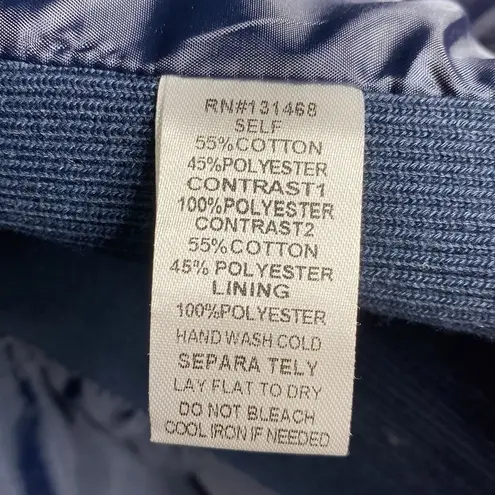 RN#131468
SELF
55%COTTON
45%POLYESTER
CONTRAST1
100%POLYESTER
CONTRAST2
55%COTTON
45% POLYESTER
LINING
100%POLYESTER
HAND WASH COLD
SEPARA TELY
LAY FLAT TO DRY
DO NOT BLEACH
COOL IRON IF NEEDED